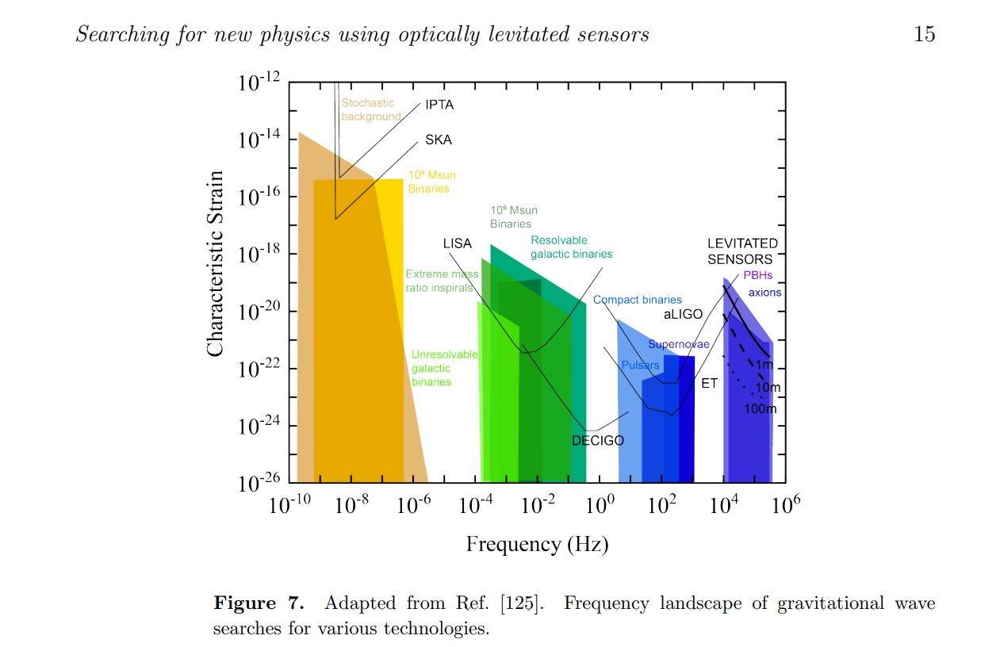 Searching for new physics using optically levitated sensors 15
10-12
10-14
10-16
10-18
10-20
10-22
10-24
10-26
Characteristic Strain
Stochastic
background
IPTA
SKA
10⁹ Msun
Binaries
10⁹ Msun
Binaries
LISA
Resolvable
galactic binaries
Extreme mass
ratio inspirals
Unresolvable
galactic
binaries
DECIGO
Compact binaries
aLIGO
Supernovae
Pulsars
ET
LEVITATED
SENSORS
PBHs
axions
1m
10m
100m
10-10 10-8 10-6 10-4 10-2 100 102 104 106
Frequency (Hz)
Figure 7. Adapted from Ref. [125]. Frequency landscape of gravitational wave
searches for various technologies.